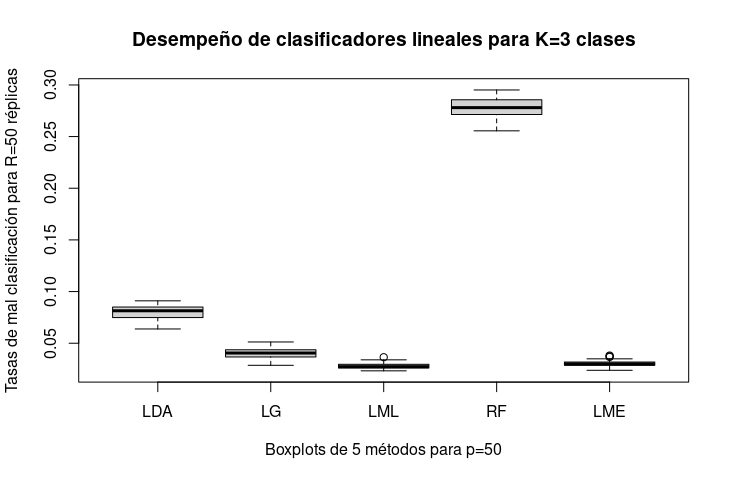 Desempeño de clasificadores lineales para K=3 clases
Tasas de mal clasificación para R=50 réplicas
0.30
0.25
0.20
0.15
0.10
0.05
LDA LG LML RF LME
Boxplots de 5 métodos para p=50